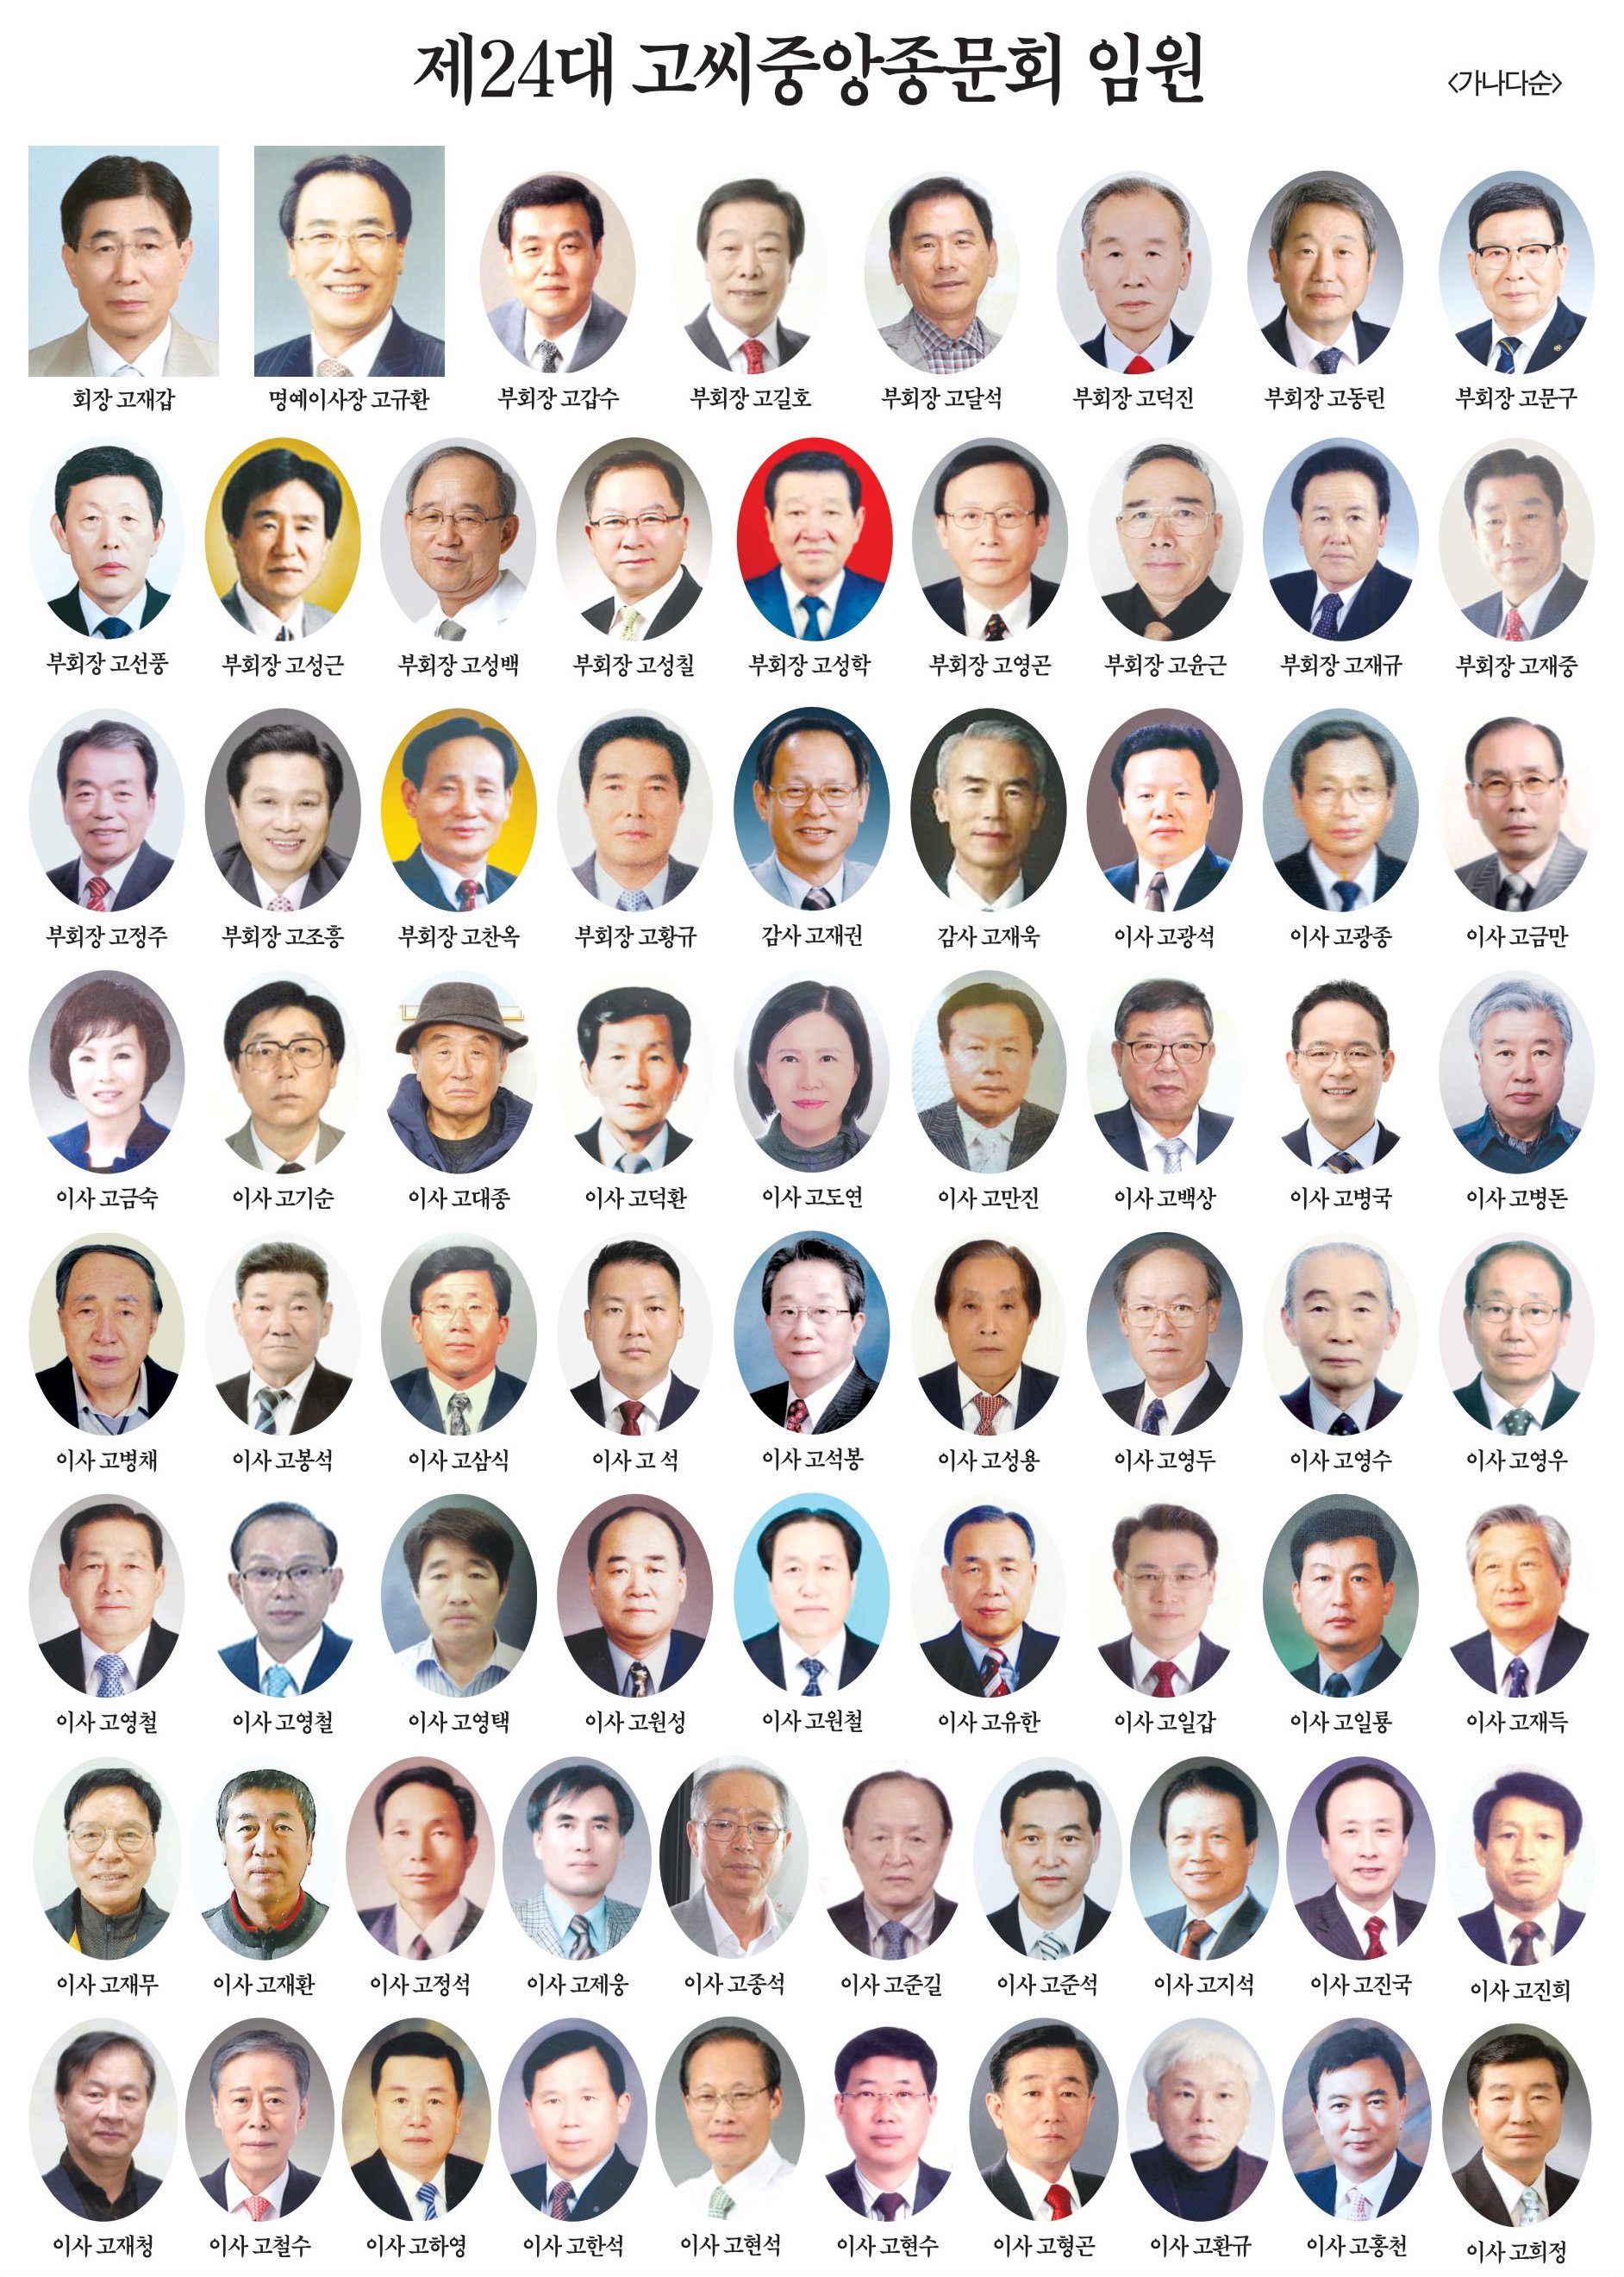 제24대 고씨중앙종문회 임원
<가나다순>
회장 고재갑 명예이사장 고규환 부회장 고갑수 부회장 고길호 부회장 고달석 부회장 고덕진 부회장 고동린 부회장 고문구
부회장 고선풍 부회장 고성근 부회장 고성백 부회장 고성칠 부회장 고성학 부회장 고영곤 부회장 고윤근 부회장 고재규 부회장 고재중
부회장 고정주 부회장 고조흥 부회장 고찬옥 부회장 고황규 감사 고재권 감사 고재욱 이사 고광석 이사 고광종 이사 고금만
이사 고금숙 이사 고기순 이사 고대종 이사 고덕환 이사 고도연 이사 고만진 이사 고백상 이사 고병국 이사 고병돈
이사 고병채 이사 고봉석 이사 고삼식 이사 고 석 이사 고석봉 이사 고성용 이사 고영두 이사 고영수 이사 고영우
이사 고영철 이사 고영철 이사 고영택 이사 고원성 이사 고원철 이사 고유한 이사 고일갑 이사 고일룡 이사 고재득
이사 고재무 이사 고재환 이사 고정석 이사 고제웅 이사 고종석 이사 고준길 이사 고준석 이사 고지석 이사 고진국 이사 고진희
이사 고재청 이사 고철수 이사 고하영 이사 고한석 이사 고현석 이사 고현수 이사 고형곤 이사 고환규 이사 고홍천 이사 고희정